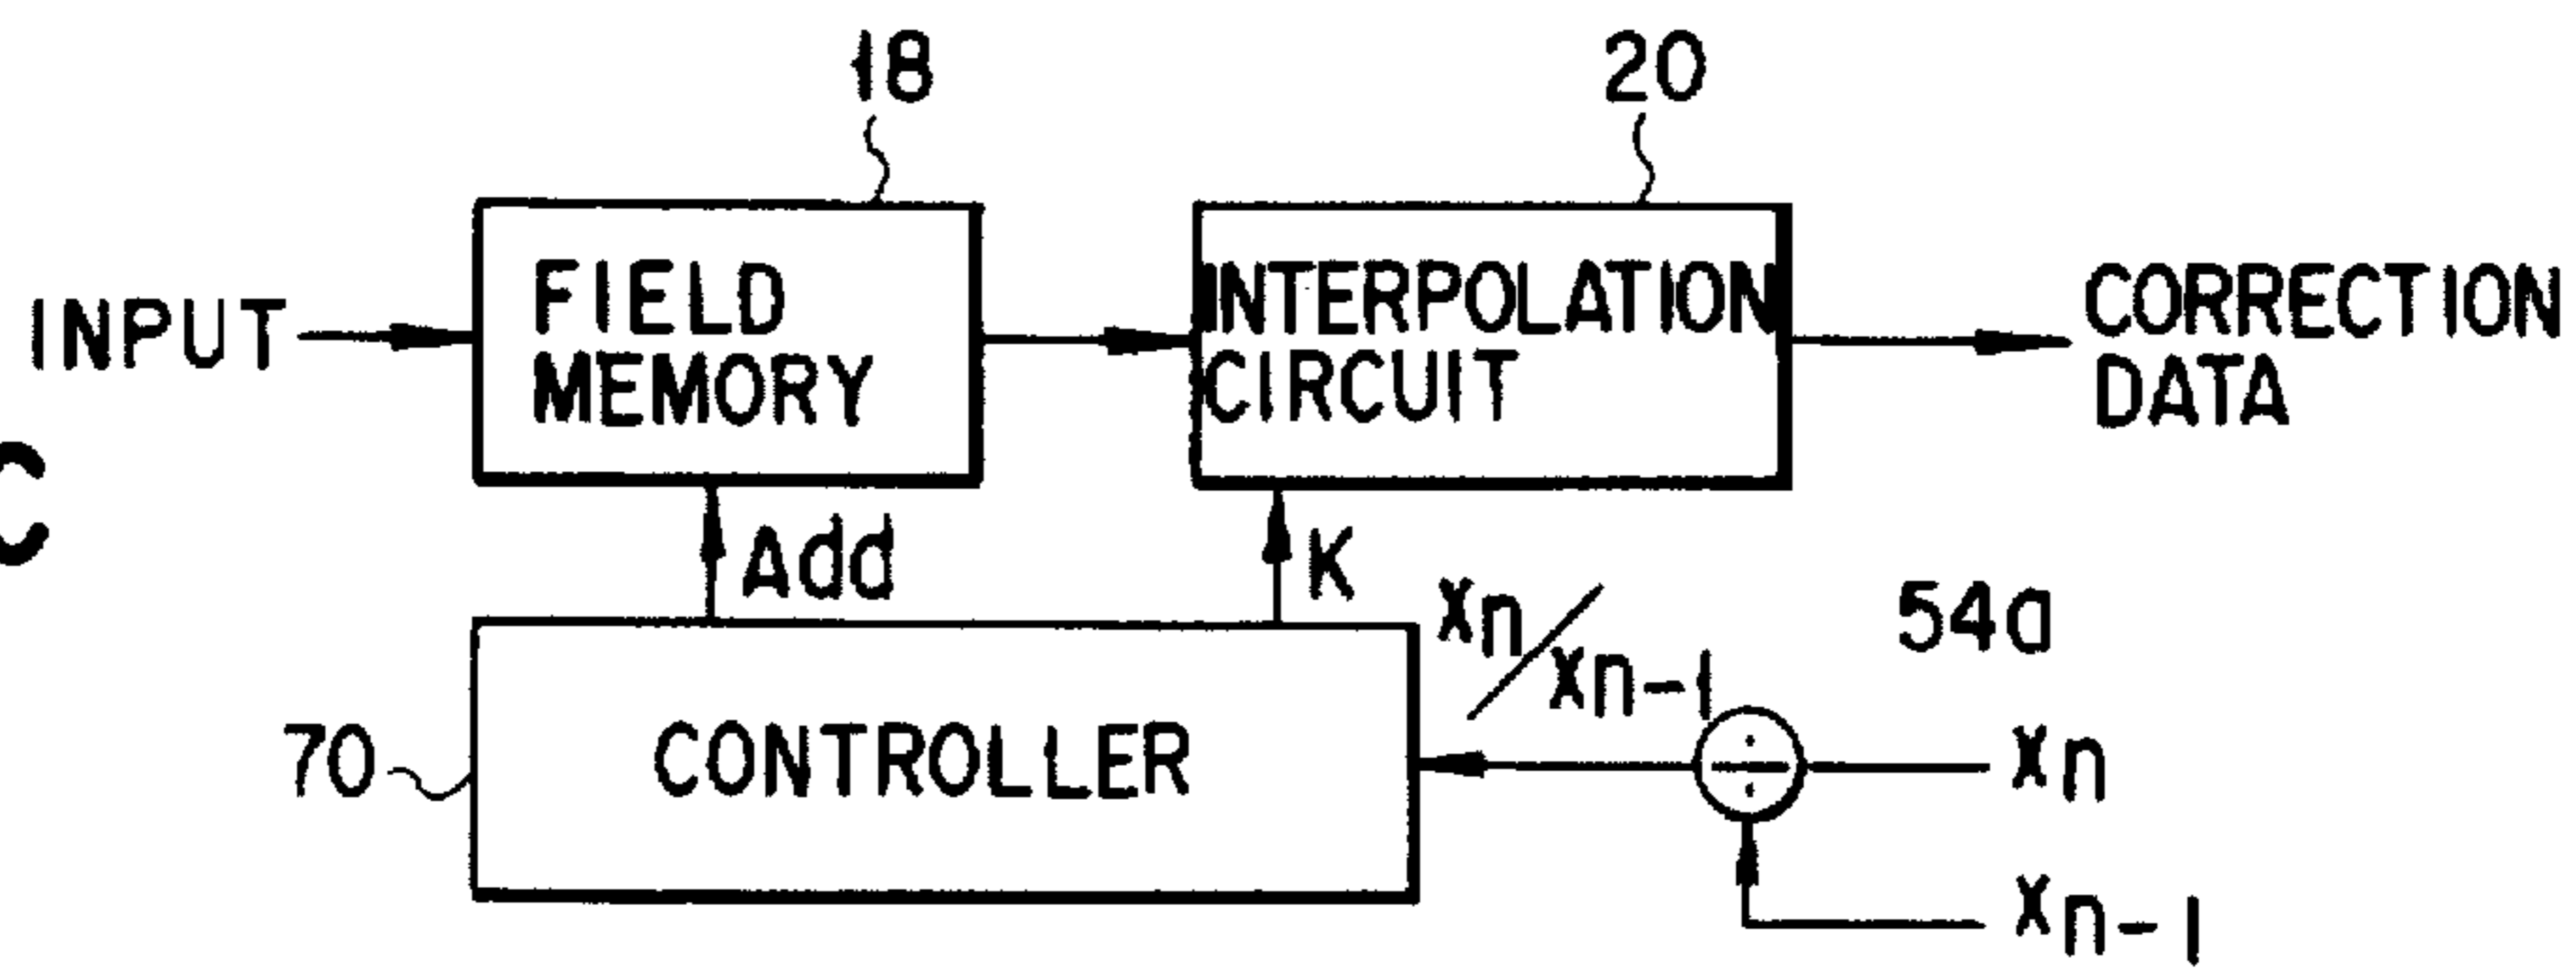 18
20
INPUT
FIELD
MEMORY
INTERPOLATION
CIRCUIT
CORRECTION
DATA
C
Add
K
xn/xn-1
54a
70
CONTROLLER
÷
xn
xn-1